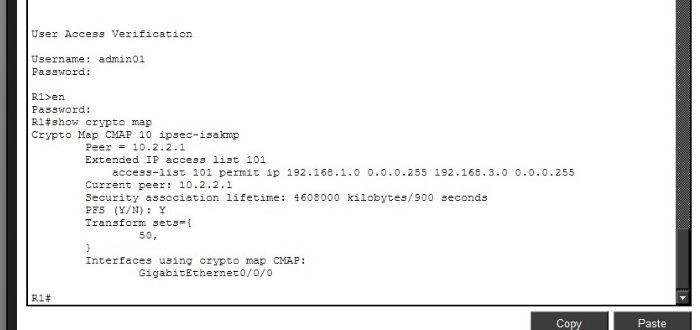 User Access Verification
Username: admin01
Password:
R1>en
Password:
R1#show crypto map
Crypto Map CMAP 10 ipsec-isakmp
Peer = 10.2.2.1
Extended IP access list 101
access-list 101 permit ip 192.168.1.0 0.0.0.255 192.168.3.0 0.0.0.255
Current peer: 10.2.2.1
Security association lifetime: 4608000 kilobytes/900 seconds
PFS (Y/N): Y
Transform sets={
50,
}
Interfaces using crypto map CMAP:
GigabitEthernet0/0/0
R1#
Copy Paste